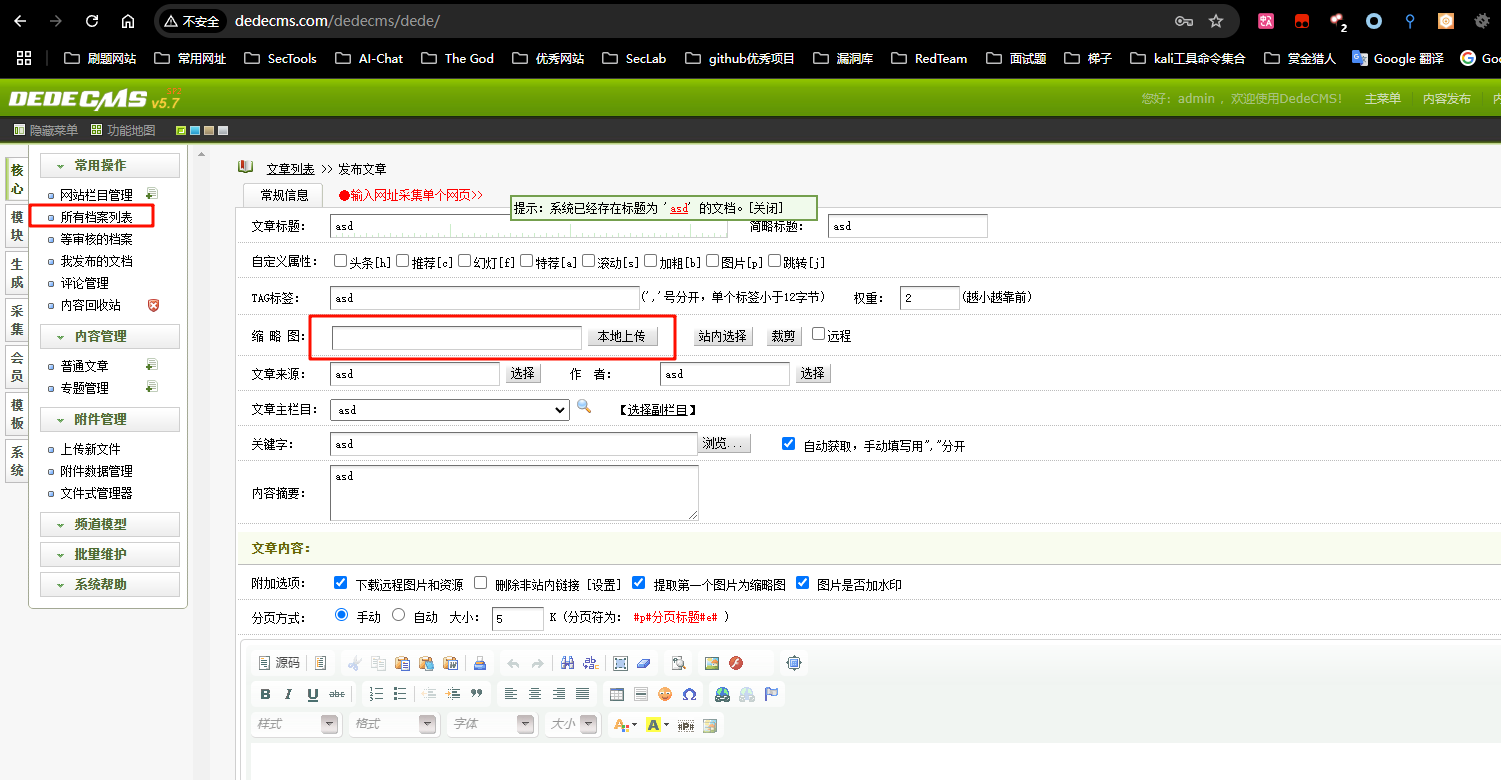 不安全 dedecms.com/dedecms/dede/
2
刷题网站 常用网址 SecTools AI-Chat The God 优秀网站 SecLab github优秀项目 漏洞库 RedTeam 面试题 梯子 kali工具命令集合 赏金猎人 Google 翻译 Goo
DEDECMS v5.7 SP2
您好：admin ，欢迎使用DedeCMS！ 主菜单 内容发布 内
隐藏菜单 功能地图
核心
模块
生成
采集
会员
模板
系统
常用操作
网站栏目管理
所有档案列表
等审核的档案
我发布的文档
评论管理
内容回收站
内容管理
普通文章
专题管理
附件管理
上传新文件
附件数据管理
文件式管理器
频道模型
批量维护
系统帮助
文章列表 >> 发布文章
常规信息 ●输入网址采集单个网页>>
提示：系统已经存在标题为 'asd' 的文档。[关闭]
文章标题： asd 简略标题： asd
自定义属性： 头条[h] 推荐[c] 幻灯[f] 特荐[a] 滚动[s] 加粗[b] 图片[p] 跳转[j]
TAG标签： asd (','号分开，单个标签小于12字节) 权重： 2 (越小越靠前)
缩 略 图： 本地上传 站内选择 裁剪 远程
文章来源： asd 选择 作 者： asd 选择
文章主栏目： asd 【选择副栏目】
关键字： asd 浏览... 自动获取，手动填写用","分开
内容摘要： asd
文章内容：
附加选项： 下载远程图片和资源 删除非站内链接 [设置] 提取第一个图片为缩略图 图片是否加水印
分页方式： 手动 自动 大小： 5 K (分页符为： #p#分页标题#e# )
源码
B I U abc
样式 格式 字体 大小 A A